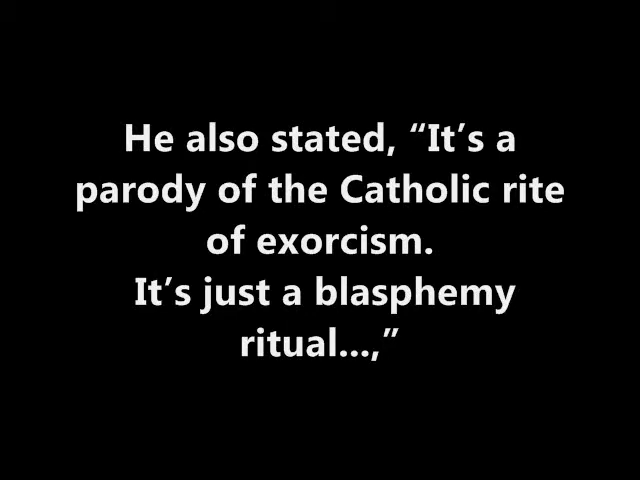 He also stated, “It’s a
parody of the Catholic rite
of exorcism.
It’s just a blasphemy
ritual...,”